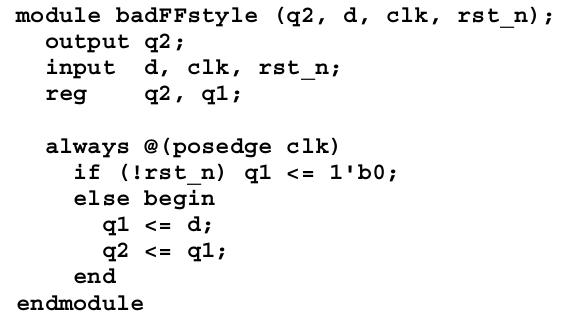 module badFFstyle (q2, d, clk, rst_n);
  output q2;
  input  d, clk, rst_n;
  reg    q2, q1;

  always @(posedge clk)
    if (!rst_n) q1 <= 1'b0;
    else begin
      q1 <= d;
      q2 <= q1;
    end
endmodule